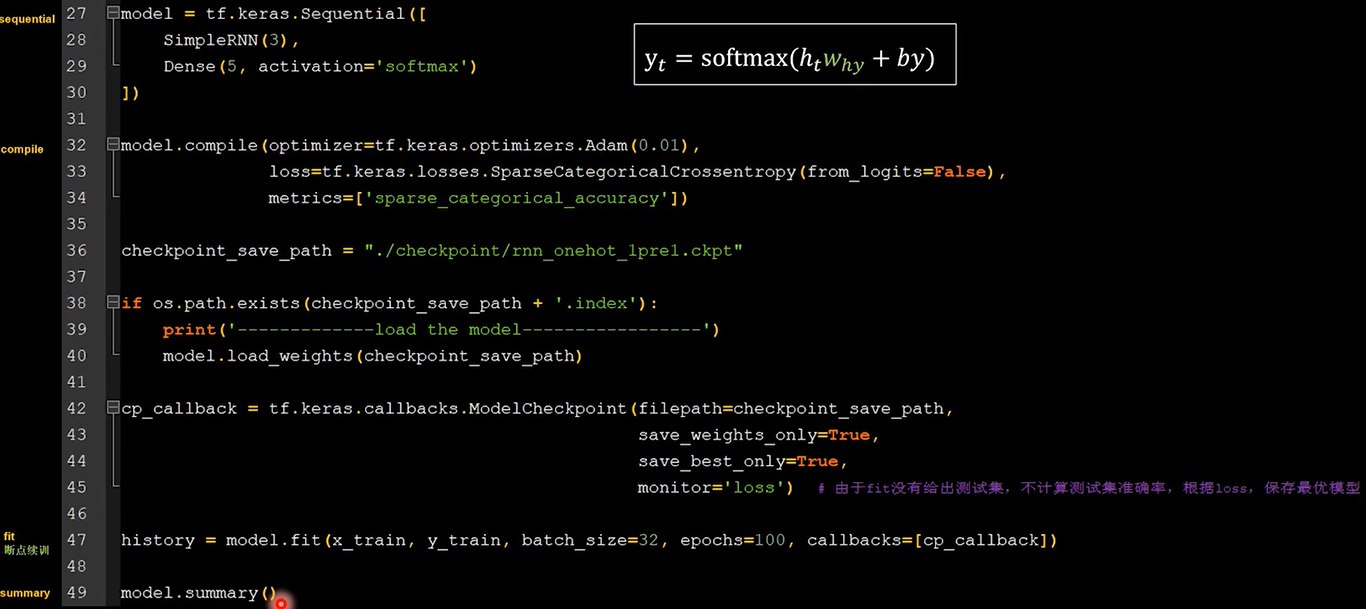 sequential 27 model = tf.keras.Sequential([
28 SimpleRNN(3),
29 Dense(5, activation='softmax')
yₜ = softmax(hₜwₕᵧ + by)
30 ])
31
compile 32 model.compile(optimizer=tf.keras.optimizers.Adam(0.01),
33 loss=tf.keras.losses.SparseCategoricalCrossentropy(from_logits=False),
34 metrics=['sparse_categorical_accuracy'])
35
36 checkpoint_save_path = "./checkpoint/rnn_onehot_1pre1.ckpt"
37
38 if os.path.exists(checkpoint_save_path + '.index'):
39 print('-------------load the model-----------------')
40 model.load_weights(checkpoint_save_path)
41
42 cp_callback = tf.keras.callbacks.ModelCheckpoint(filepath=checkpoint_save_path,
43 save_weights_only=True,
44 save_best_only=True,
45 monitor='loss') # 由于fit没有给出测试集，不计算测试集准确率，根据loss，保存最优模型
46
fit 47 history = model.fit(x_train, y_train, batch_size=32, epochs=100, callbacks=[cp_callback])
断点续训
48
summary 49 model.summary()